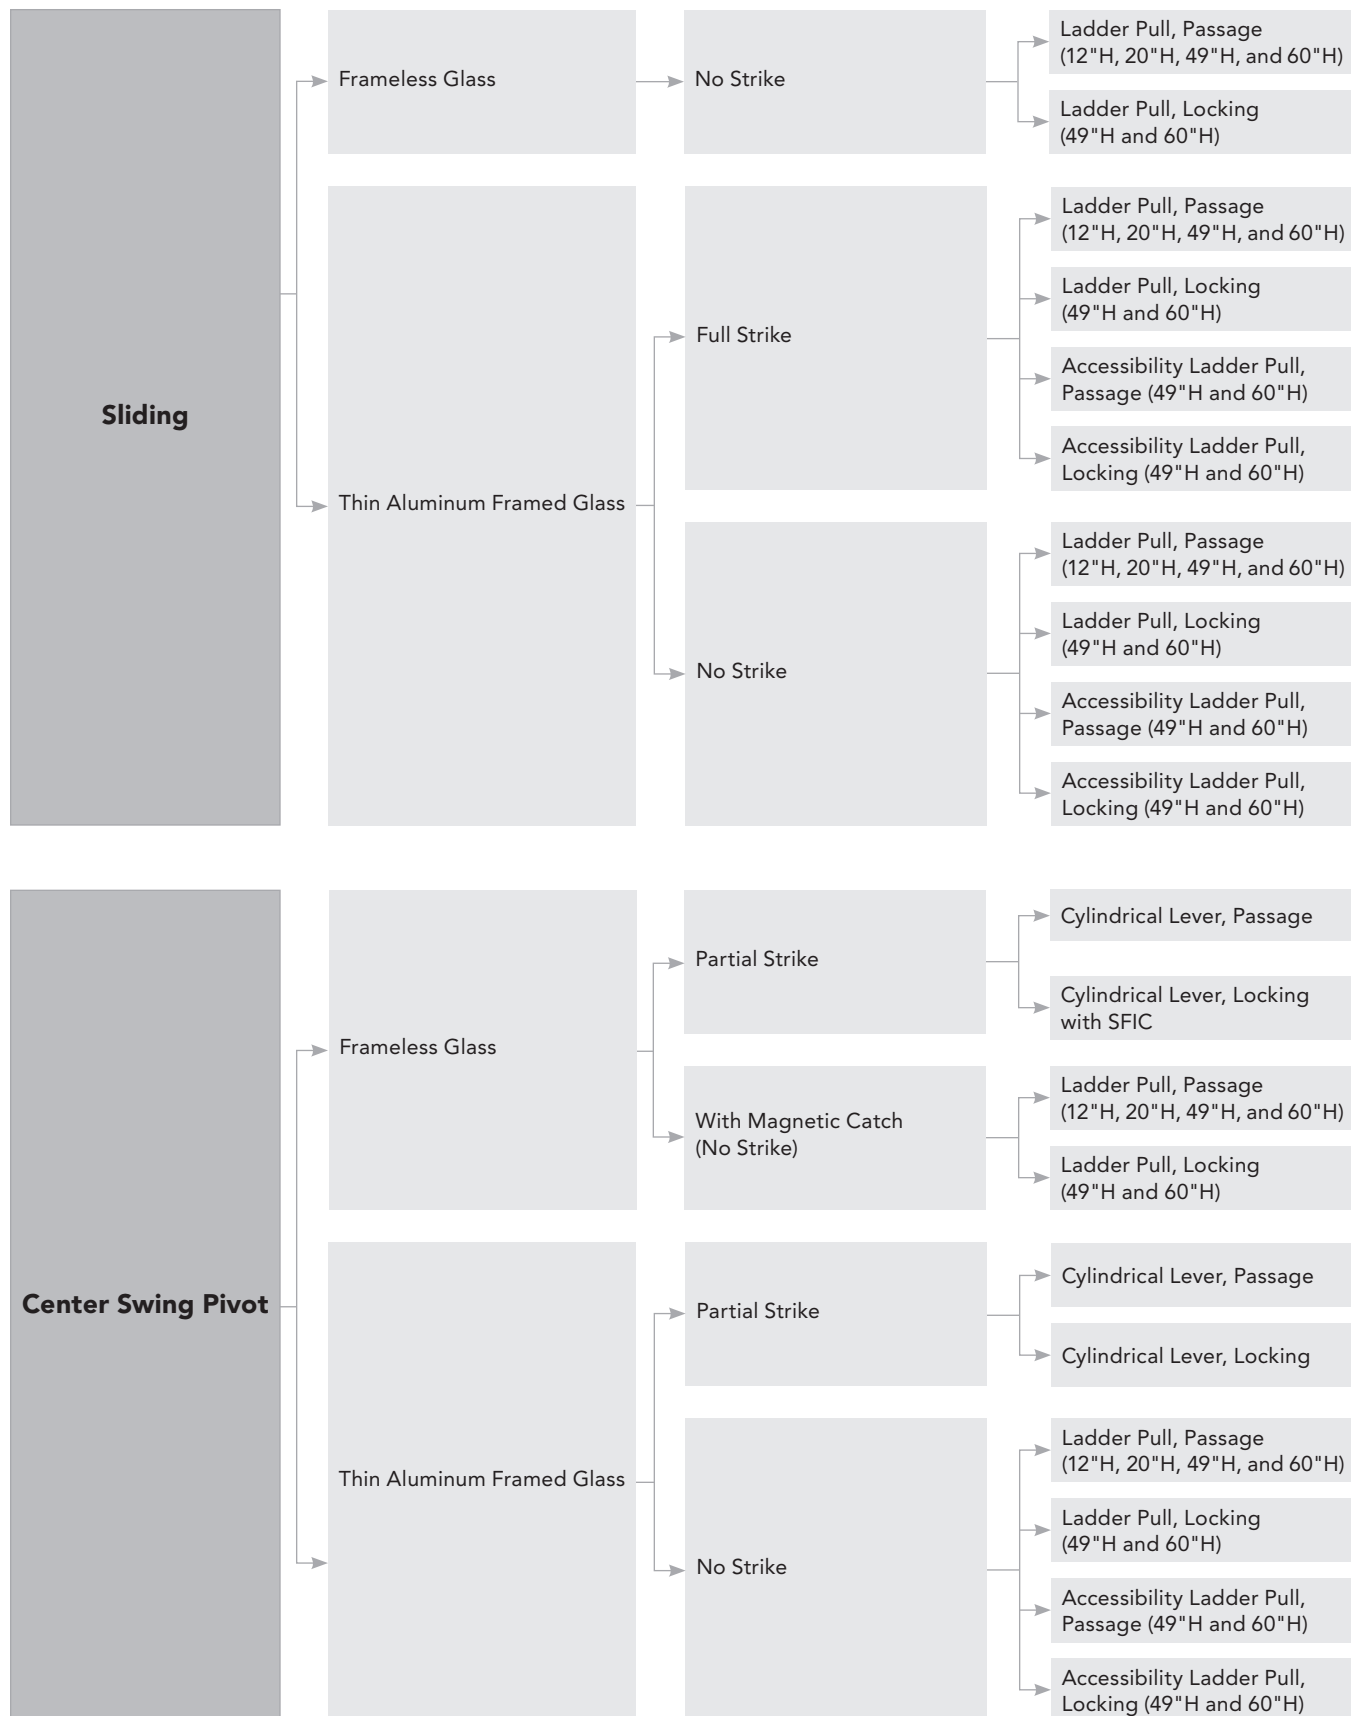 Sliding
Frameless Glass
No Strike
Ladder Pull, Passage
(12"H, 20"H, 49"H, and 60"H)
Ladder Pull, Locking
(49"H and 60"H)
Thin Aluminum Framed Glass
Full Strike
Ladder Pull, Passage
(12"H, 20"H, 49"H, and 60"H)
Ladder Pull, Locking
(49"H and 60"H)
Accessibility Ladder Pull,
Passage (49"H and 60"H)
Accessibility Ladder Pull,
Locking (49"H and 60"H)
No Strike
Ladder Pull, Passage
(12"H, 20"H, 49"H, and 60"H)
Ladder Pull, Locking
(49"H and 60"H)
Accessibility Ladder Pull,
Passage (49"H and 60"H)
Accessibility Ladder Pull,
Locking (49"H and 60"H)
Center Swing Pivot
Frameless Glass
Partial Strike
Cylindrical Lever, Passage
Cylindrical Lever, Locking
with SFIC
With Magnetic Catch
(No Strike)
Ladder Pull, Passage
(12"H, 20"H, 49"H, and 60"H)
Ladder Pull, Locking
(49"H and 60"H)
Thin Aluminum Framed Glass
Partial Strike
Cylindrical Lever, Passage
Cylindrical Lever, Locking
No Strike
Ladder Pull, Passage
(12"H, 20"H, 49"H, and 60"H)
Ladder Pull, Locking
(49"H and 60"H)
Accessibility Ladder Pull,
Passage (49"H and 60"H)
Accessibility Ladder Pull,
Locking (49"H and 60"H)